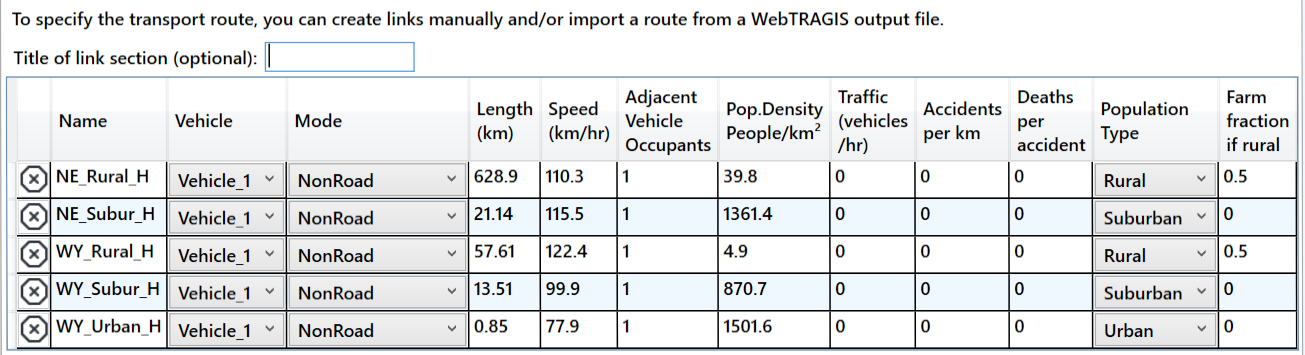 To specify the transport route, you can create links manually and/or import a route from a WebTRAGIS output file.
Title of link section (optional):
Name Vehicle Mode Length (km) Speed (km/hr) Adjacent Vehicle Occupants Pop.Density People/km² Traffic (vehicles /hr) Accidents per km Deaths per accident Population Type Farm fraction if rural
NE_Rural_H Vehicle_1 NonRoad 628.9 110.3 1 39.8 0 0 0 Rural 0.5
NE_Subur_H Vehicle_1 NonRoad 21.14 115.5 1 1361.4 0 0 0 Suburban 0
WY_Rural_H Vehicle_1 NonRoad 57.61 122.4 1 4.9 0 0 0 Rural 0.5
WY_Subur_H Vehicle_1 NonRoad 13.51 99.9 1 870.7 0 0 0 Suburban 0
WY_Urban_H Vehicle_1 NonRoad 0.85 77.9 1 1501.6 0 0 0 Urban 0